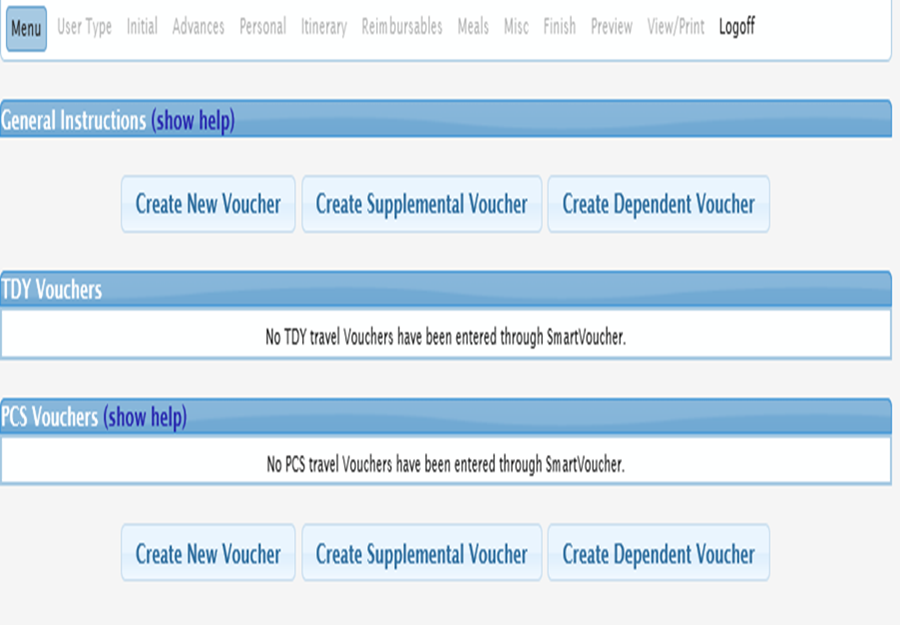 Menu User Type Initial Advances Personal Itinerary Reimbursables Meals Misc Finish Preview View/Print Logoff
General Instructions (show help)
Create New Voucher Create Supplemental Voucher Create Dependent Voucher
TDY Vouchers
No TDY travel Vouchers have been entered through SmartVoucher.
PCS Vouchers (show help)
No PCS travel Vouchers have been entered through SmartVoucher.
Create New Voucher Create Supplemental Voucher Create Dependent Voucher